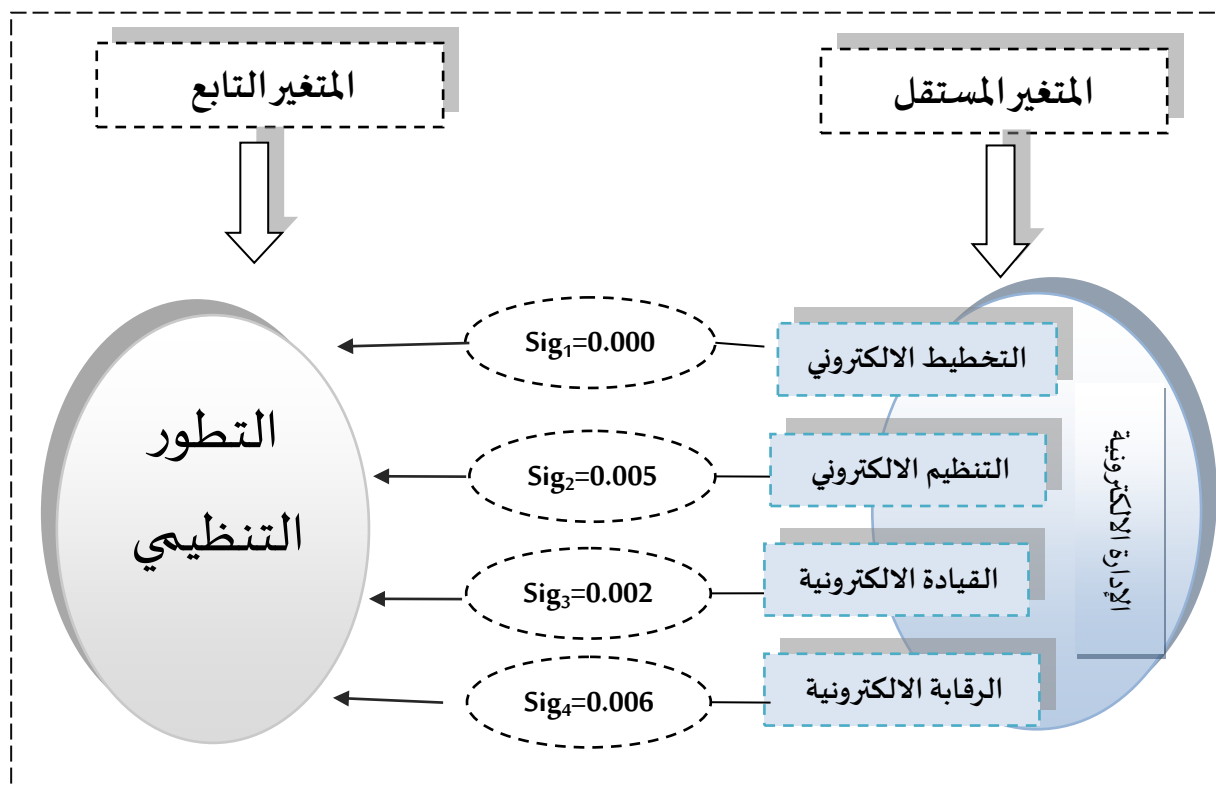 المتغير المستقل
المتغير التابع
التخطيط الالكتروني
Sig₁=0.000
التنظيم الالكتروني
Sig₂=0.005
القيادة الالكترونية
Sig₃=0.002
الرقابة الالكترونية
Sig₄=0.006
الإدارة الالكترونية
التطور
التنظيمي